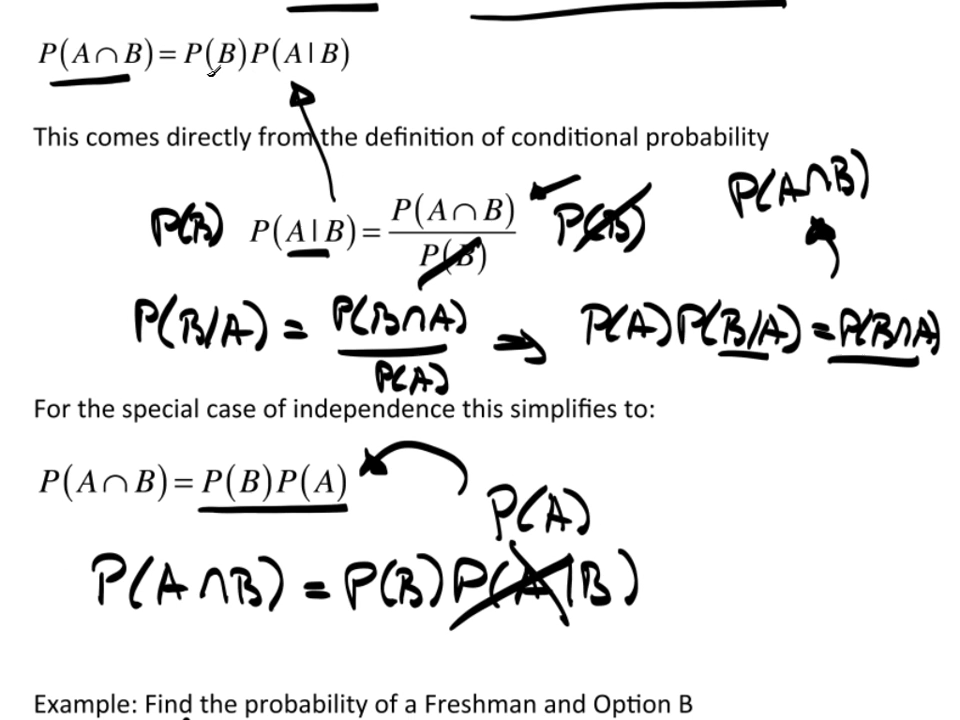 P(A∩B)=P(B)P(A|B)
This comes directly from the definition of conditional probability
P(A∩B)
P(B) P(A|B)=P(A∩B)/P(B) P(B)
P(B/A) = P(B∩A)/P(A) ⇒ P(A)P(B/A) = P(B∩A)
For the special case of independence this simplifies to:
P(A∩B)=P(B)P(A)
P(A)
P(A∩B) = P(B)P(A|B)
Example: Find the probability of a Freshman and Option B